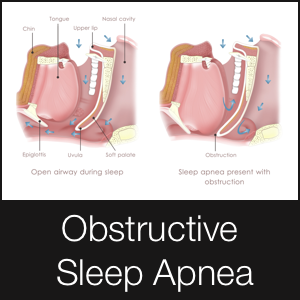 Tongue
Nasal cavity
Chin
Upper lip
Epiglottis
Uvula
Soft palate
Obstruction
Open airway during sleep
Sleep apnea present with
obstruction
Obstructive
Sleep Apnea